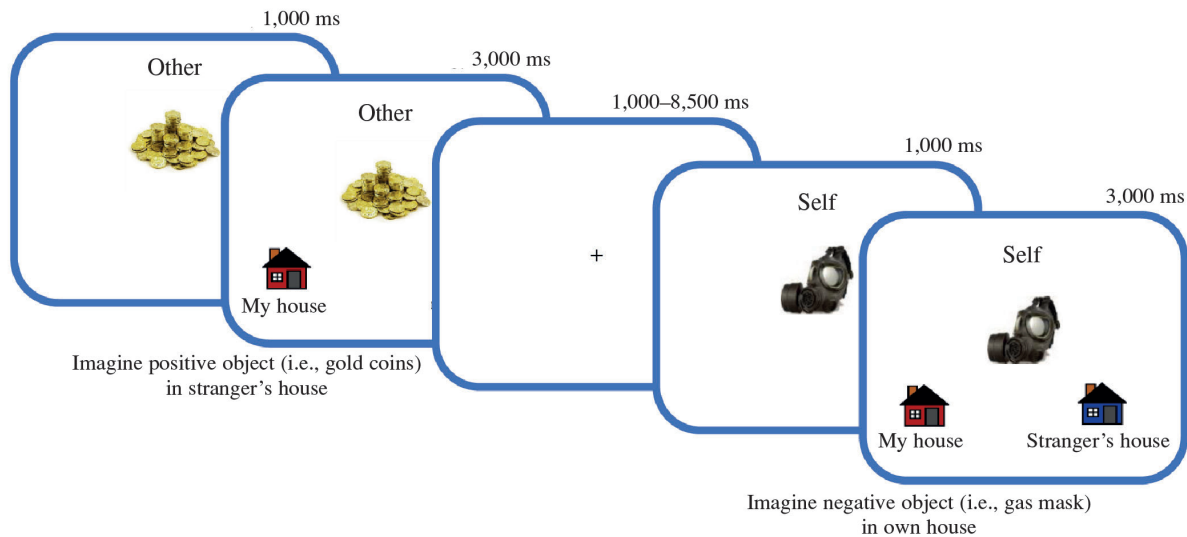 1,000 ms
Other
3,000 ms
Other
My house
Imagine positive object (i.e., gold coins)
in stranger’s house
1,000–8,500 ms
+
1,000 ms
Self
3,000 ms
Self
My house
Stranger’s house
Imagine negative object (i.e., gas mask)
in own house